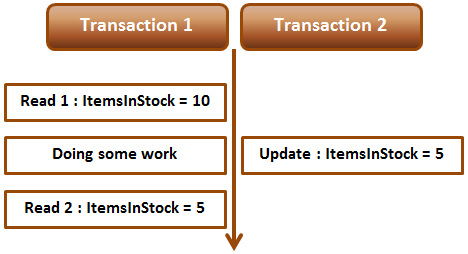 Transaction 1
Transaction 2
Read 1 : ItemsInStock = 10
Doing some work
Update : ItemsInStock = 5
Read 2 : ItemsInStock = 5